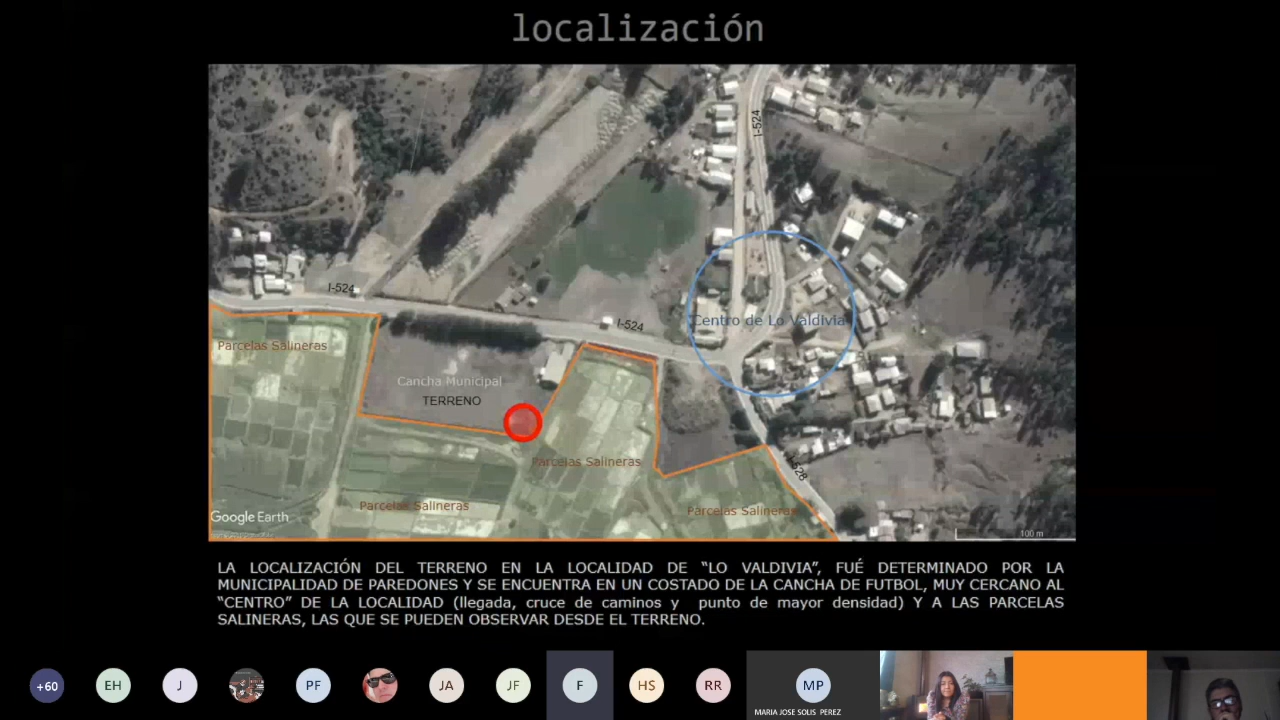 localización
I-524
I-524
I-524
Centro de Lo Valdivia
Parcelas Salineras
Cancha Municipal
TERRENO
Parcelas Salineras
I-528
Parcelas Salineras
Parcelas Salineras
Google Earth
100 m
LA LOCALIZACIÓN DEL TERRENO EN LA LOCALIDAD DE “LO VALDIVIA”, FUÉ DETERMINADO POR LA
MUNICIPALIDAD DE PAREDONES Y SE ENCUENTRA EN UN COSTADO DE LA CANCHA DE FUTBOL, MUY CERCANO AL
“CENTRO” DE LA LOCALIDAD (llegada, cruce de caminos y punto de mayor densidad) Y A LAS PARCELAS
SALINERAS, LAS QUE SE PUEDEN OBSERVAR DESDE EL TERRENO.
+60
EH
J
PF
JA
JF
F
HS
RR
MP
MARIA JOSE SOLIS PEREZ